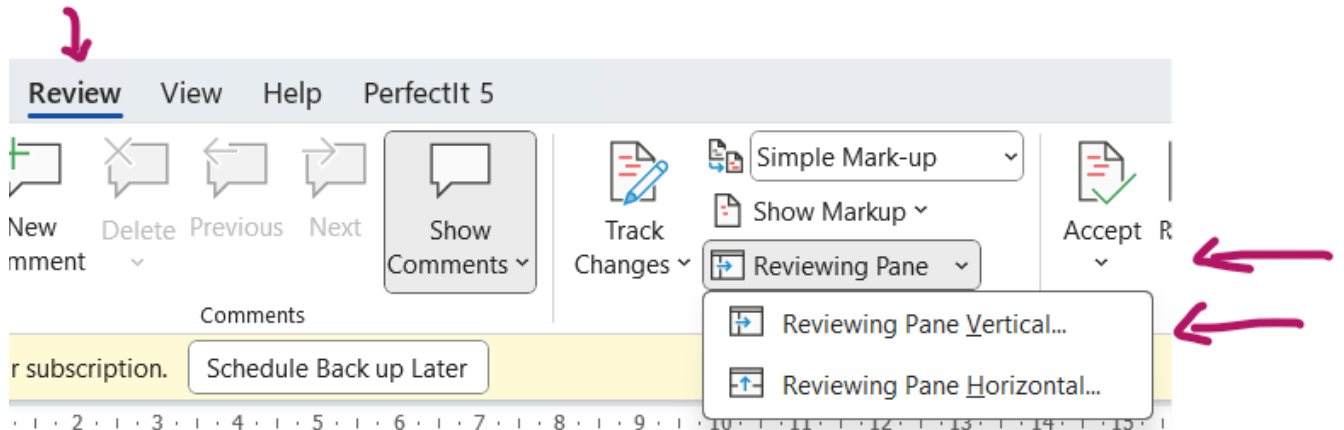 Review View Help PerfectIt 5
Simple Mark-up
Show Markup
New
mment
Delete Previous Next
Show
Comments
Track
Changes
Reviewing Pane
Accept R
Comments
Reviewing Pane Vertical...
r subscription. Schedule Back up Later
Reviewing Pane Horizontal...
2 3 4 5 6 7 8 9 10 11 12 13 14 15